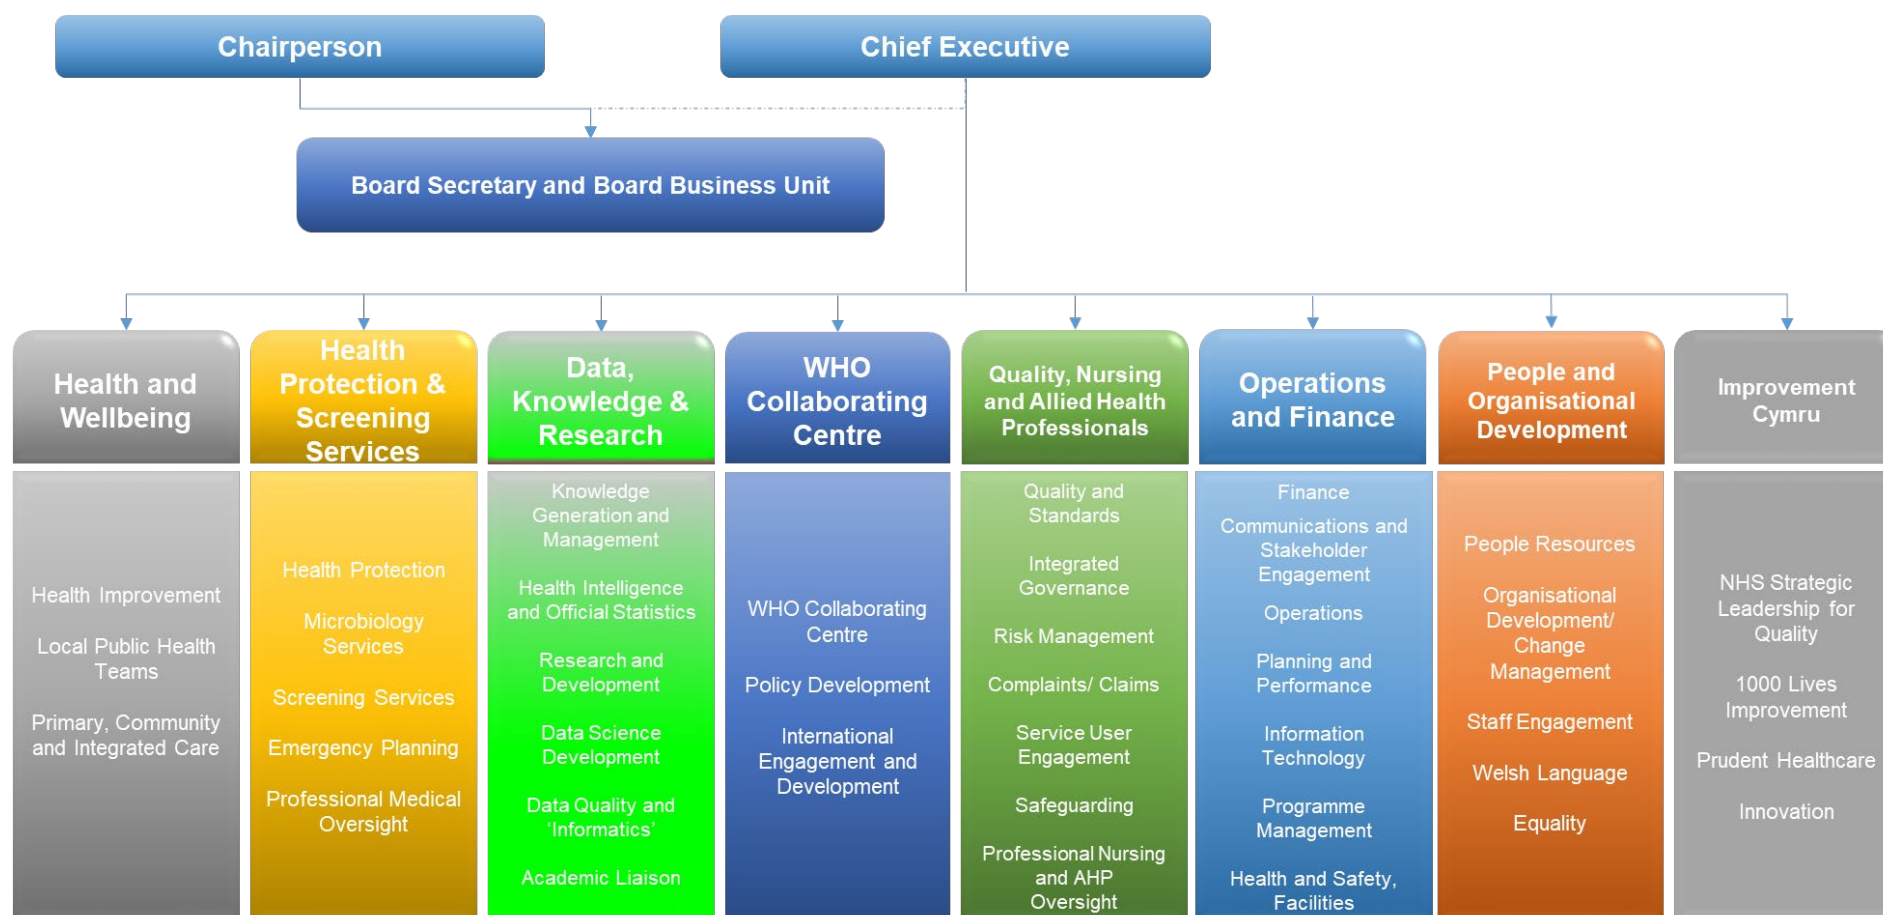 Chairperson
Chief Executive
Board Secretary and Board Business Unit
Health and
Wellbeing
Health
Protection &
Screening
Services
Data,
Knowledge &
Research
WHO
Collaborating
Centre
Quality, Nursing
and Allied Health
Professionals
Operations
and Finance
People and
Organisational
Development
Improvement
Cymru
Health Improvement
Local Public Health
Teams
Primary, Community
and Integrated Care
Health Protection
Microbiology
Services
Screening Services
Emergency Planning
Professional Medical
Oversight
Knowledge
Generation and
Management
Health Intelligence
and Official Statistics
Research and
Development
Data Science
Development
Data Quality and
‘Informatics’
Academic Liaison
WHO Collaborating
Centre
Policy Development
International
Engagement and
Development
Quality and
Standards
Integrated
Governance
Risk Management
Complaints/ Claims
Service User
Engagement
Safeguarding
Professional Nursing
and AHP
Oversight
Finance
Communications and
Stakeholder
Engagement
Operations
Planning and
Performance
Information
Technology
Programme
Management
Health and Safety,
Facilities
People Resources
Organisational
Development/
Change
Management
Staff Engagement
Welsh Language
Equality
NHS Strategic
Leadership for
Quality
1000 Lives
Improvement
Prudent Healthcare
Innovation